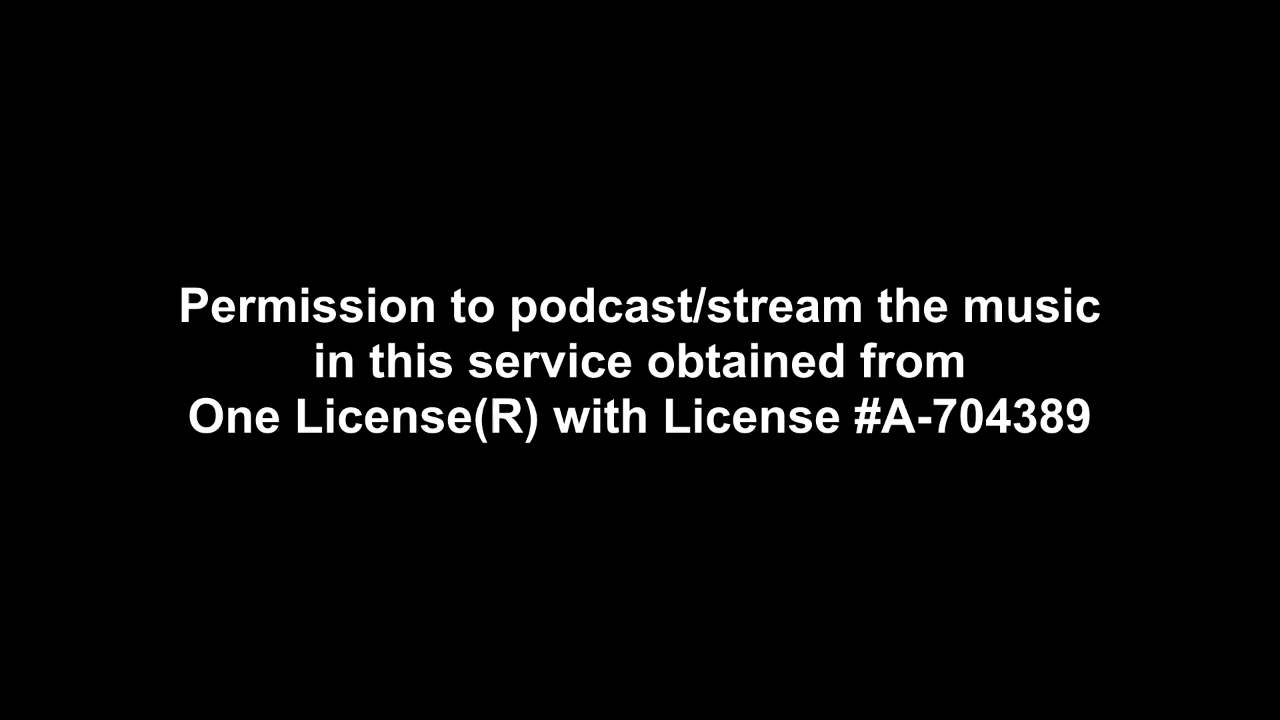 Permission to podcast/stream the music
in this service obtained from
One License(R) with License #A-704389